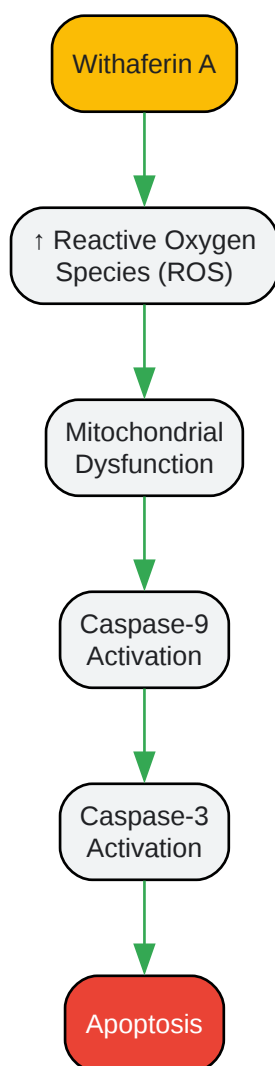 Withaferin A
↑ Reactive Oxygen
Species (ROS)
Mitochondrial
Dysfunction
Caspase-9
Activation
Caspase-3
Activation
Apoptosis